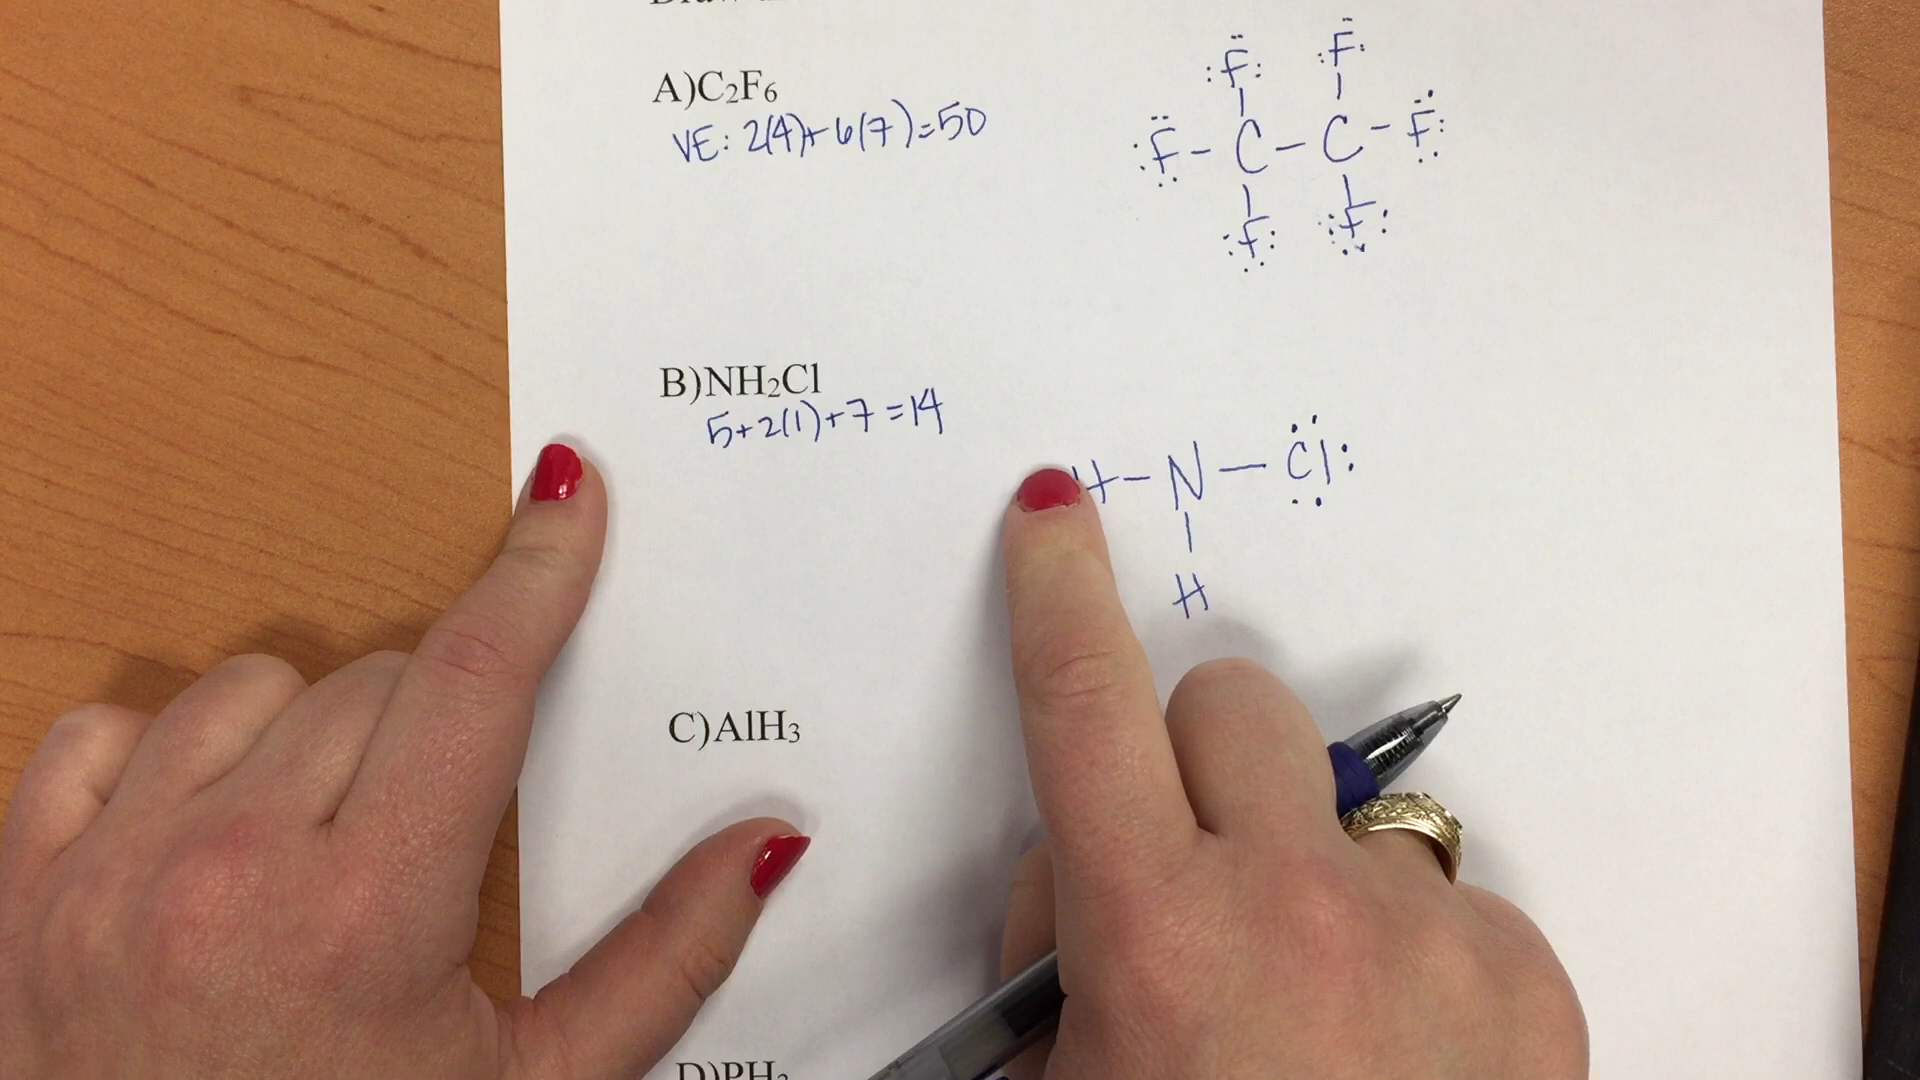 A)C2F6
VE: 2(4)+6(7)=50
F F
F - C - C - F
F F
B)NH2Cl
5+2(1)+7=14
H - N - Cl
H
C)AlH3